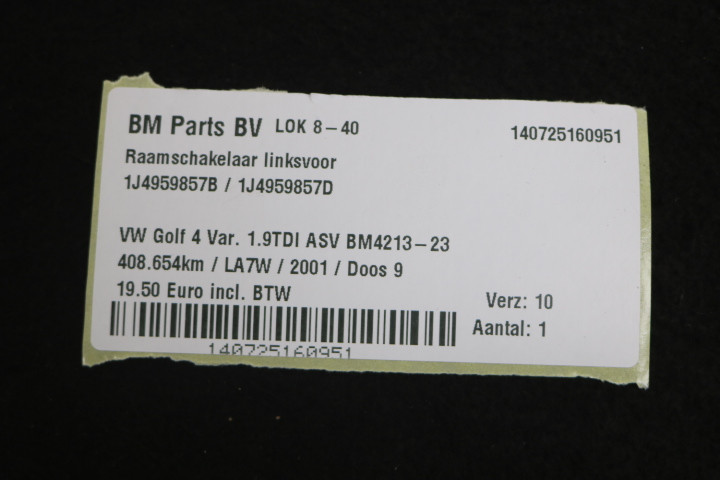 BM Parts BV LOK 8-40 140725160951
Raamschakelaar linksvoor
1J4959857B / 1J4959857D
VW Golf 4 Var. 1.9TDI ASV BM4213-23
408.654km / LA7W / 2001 / Doos 9
19.50 Euro incl. BTW
Verz: 10
Aantal: 1
140725160951